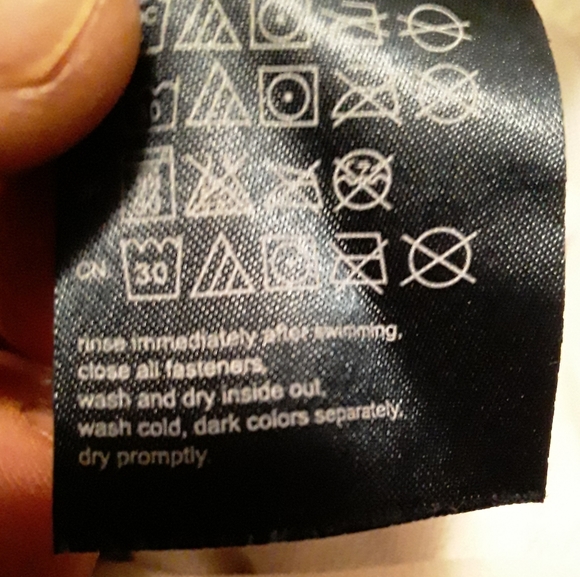 CN 30
rinse immediately after swimming,
close all fasteners,
wash and dry inside out,
wash cold, dark colors separately,
dry promptly.